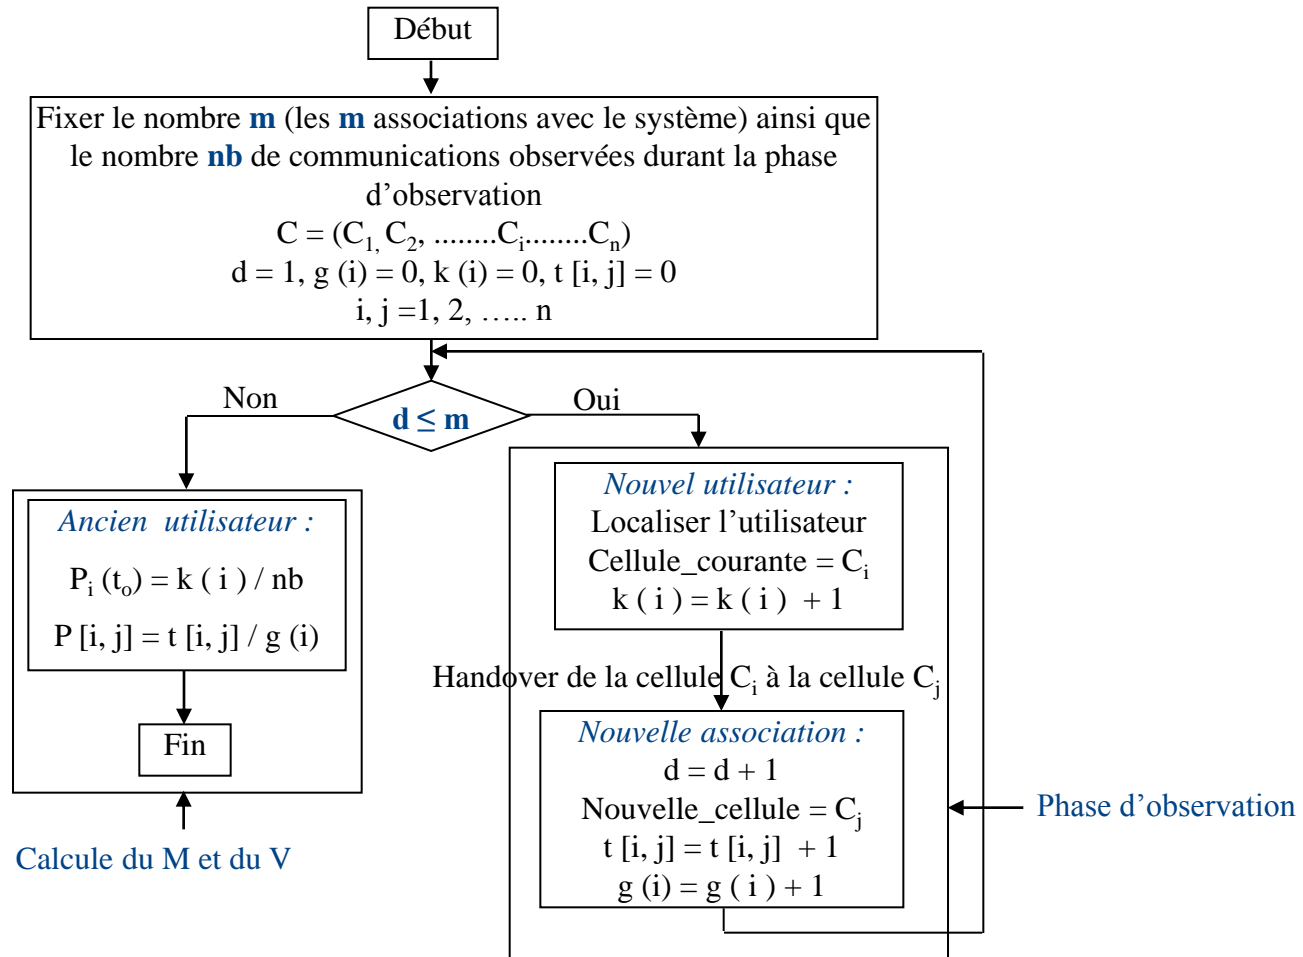 Début
Fixer le nombre m (les m associations avec le système) ainsi que
le nombre nb de communications observées durant la phase
d’observation
C = (C1, C2, ........Ci........Cn)
d = 1, g (i) = 0, k (i) = 0, t [i, j] = 0
i, j =1, 2, ….. n
Non
d ≤ m
Oui
Ancien utilisateur :
Pi (to) = k ( i ) / nb
P [i, j] = t [i, j] / g (i)
Fin
Calcule du M et du V
Nouvel utilisateur :
Localiser l’utilisateur
Cellule_courante = Ci
k ( i ) = k ( i ) + 1
Handover de la cellule Ci à la cellule Cj
Nouvelle association :
d = d + 1
Nouvelle_cellule = Cj
t [i, j] = t [i, j] + 1
g (i) = g ( i ) + 1
Phase d’observation